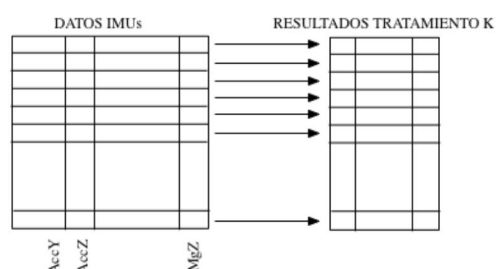 DATOS IMUs
RESULTADOS TRATAMIENTO K
AccY
AccZ
MgZ